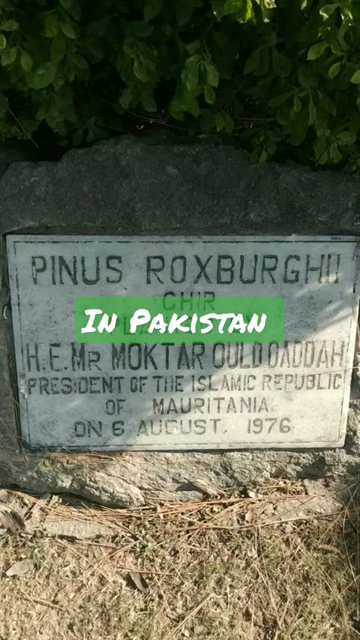 PINUS ROXBURGHII
CHIR
In Pakistan
H.E.MR MOKTAR OULD DADDAH
PRESIDENT OF THE ISLAMIC REPUBLIC
OF MAURITANIA
ON 6 AUGUST. 1976